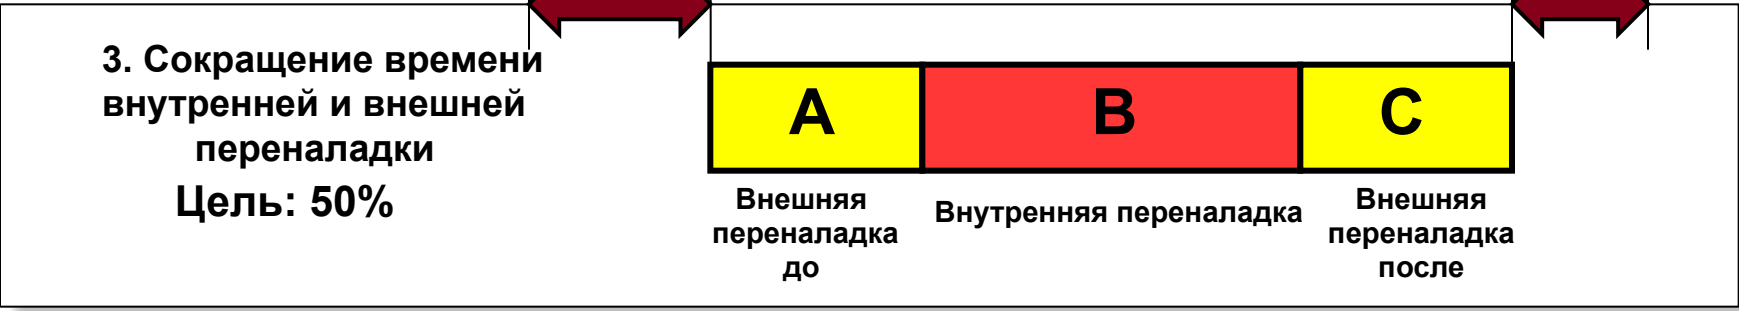 3. Сокращение времени
внутренней и внешней
переналадки
Цель: 50%
A
B
C
Внешняя
переналадка
до
Внутренняя переналадка
Внешняя
переналадка
после